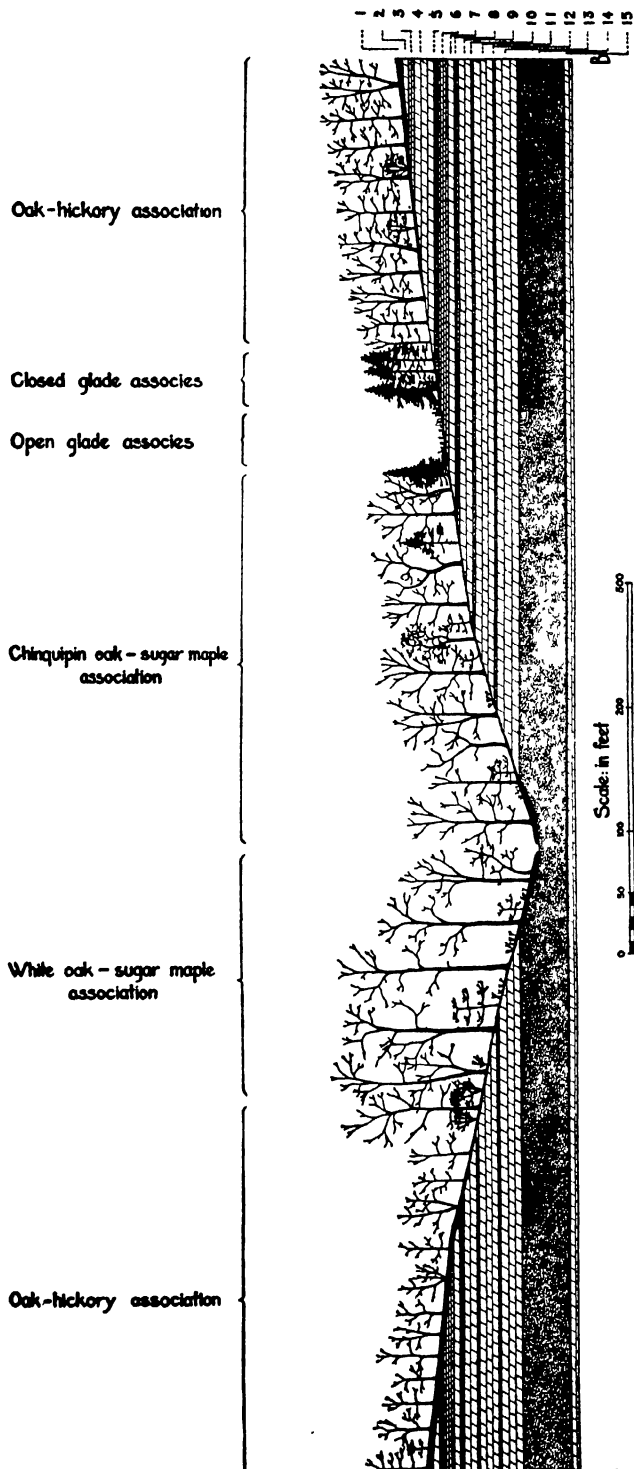 1
2
3
4
5
6
7
8
9
10
11
12
13
14
15
Oak-hickory association
Closed glade associes
Open glade associes
Chinquipin oak - sugar maple
association
White oak - sugar maple
association
Oak-hickory association
Scale: in feet
0
50
100
200
500